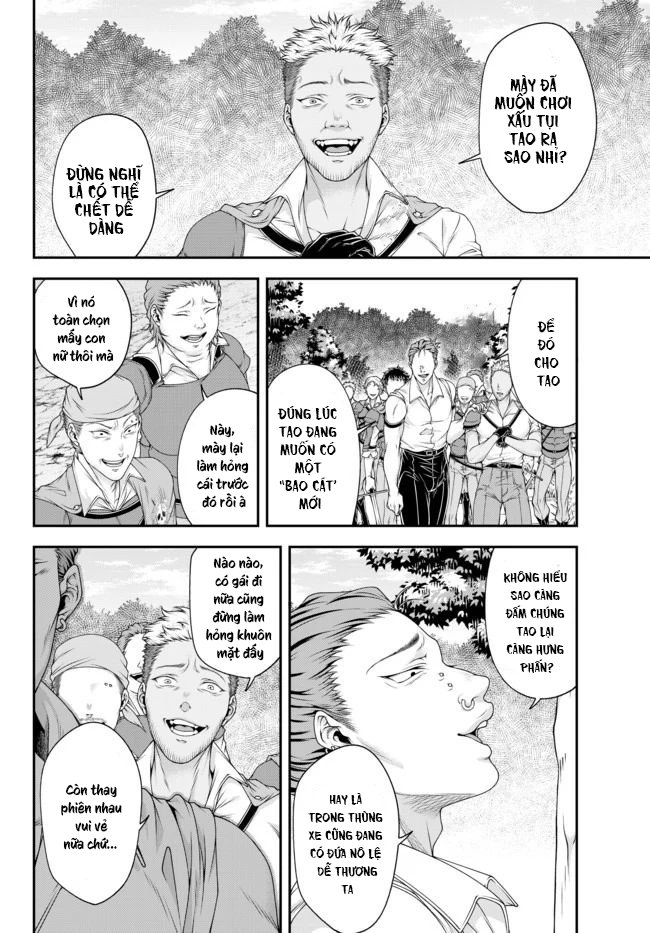 MÀY ĐÃ
MUỐN CHƠI
XẤU TỤI
TAO RA
SAO NHỈ?
ĐỪNG NGHĨ
LÀ CÓ THỂ
CHẾT DỄ
DÀNG
ĐỂ
ĐÓ CHO
TAO
ĐÚNG LÚC
TAO ĐANG
MUỐN CÓ
MỘT
“BAO CÁT’
MỚI
Vì nó
toàn chọn
mấy con
nữ thôi mà
Này,
mày lại
làm hỏng
cái trước
đó rồi à
KHÔNG HIỂU
SAO CÀNG
ĐẤM CHÚNG
TAO LẠI
CÀNG HƯNG
PHẤN?
HAY LÀ
TRONG THÙNG
XE CŨNG ĐANG
CÓ ĐỨA NÔ LỆ
DỄ THƯƠNG
TA
Nào nào,
có gái đi
nữa cũng
đừng làm
hỏng khuôn
mặt đấy
Còn thay
phiên nhau
vui vẻ
nữa chứ...